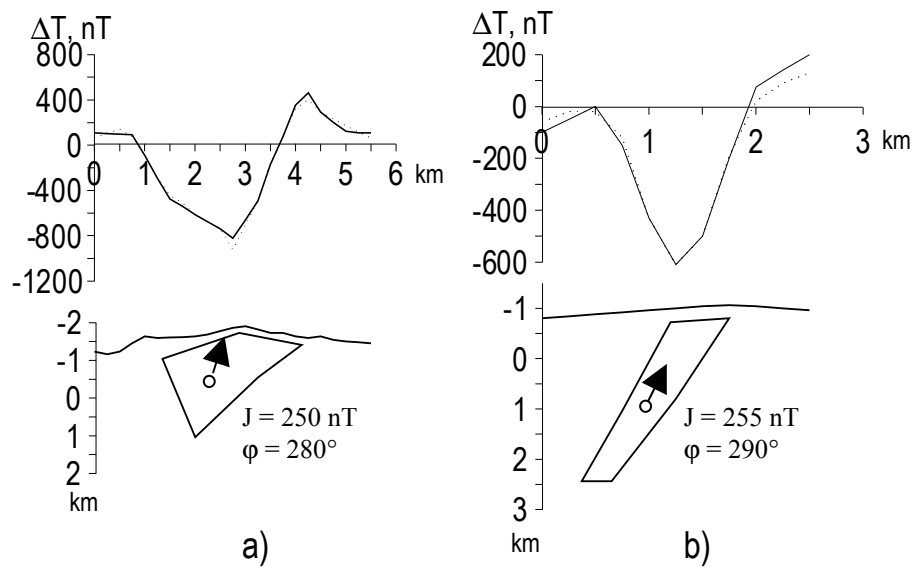 ΔT, nT
800
400
0
-400
-800
-1200
0 1 2 3 4 5 6 km
-2
-1
0
1
2
km
J = 250 nT
φ = 280°
a)
ΔT, nT
200
0
-200
-400
-600
0 1 2 3
km
-1
0
1
2
3
km
J = 255 nT
φ = 290°
b)